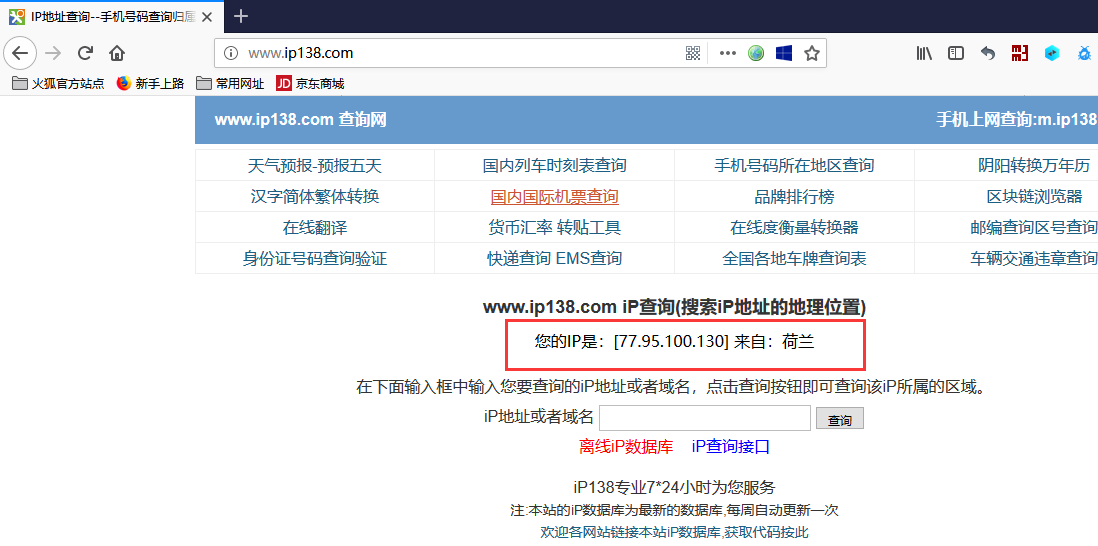 IP地址查询--手机号码查询归属
www.ip138.com
火狐官方站点 新手上路 常用网址 JD 京东商城
www.ip138.com 查询网 手机上网查询:m.ip138
天气预报-预报五天 国内列车时刻表查询 手机号码所在地区查询 阴阳转换万年历
汉字简体繁体转换 国内国际机票查询 品牌排行榜 区块链浏览器
在线翻译 货币汇率 转贴工具 在线度衡量转换器 邮编查询区号查询
身份证号码查询验证 快递查询 EMS查询 全国各地车牌查询表 车辆交通违章查询
www.ip138.com iP查询(搜索iP地址的地理位置)
您的IP是：[77.95.100.130] 来自：荷兰
在下面输入框中输入您要查询的iP地址或者域名，点击查询按钮即可查询该iP所属的区域。
iP地址或者域名 查询
离线iP数据库 iP查询接口
iP138专业7*24小时为您服务
注:本站的iP数据库为最新的数据库,每周自动更新一次
欢迎各网站链接本站iP数据库,获取代码按此